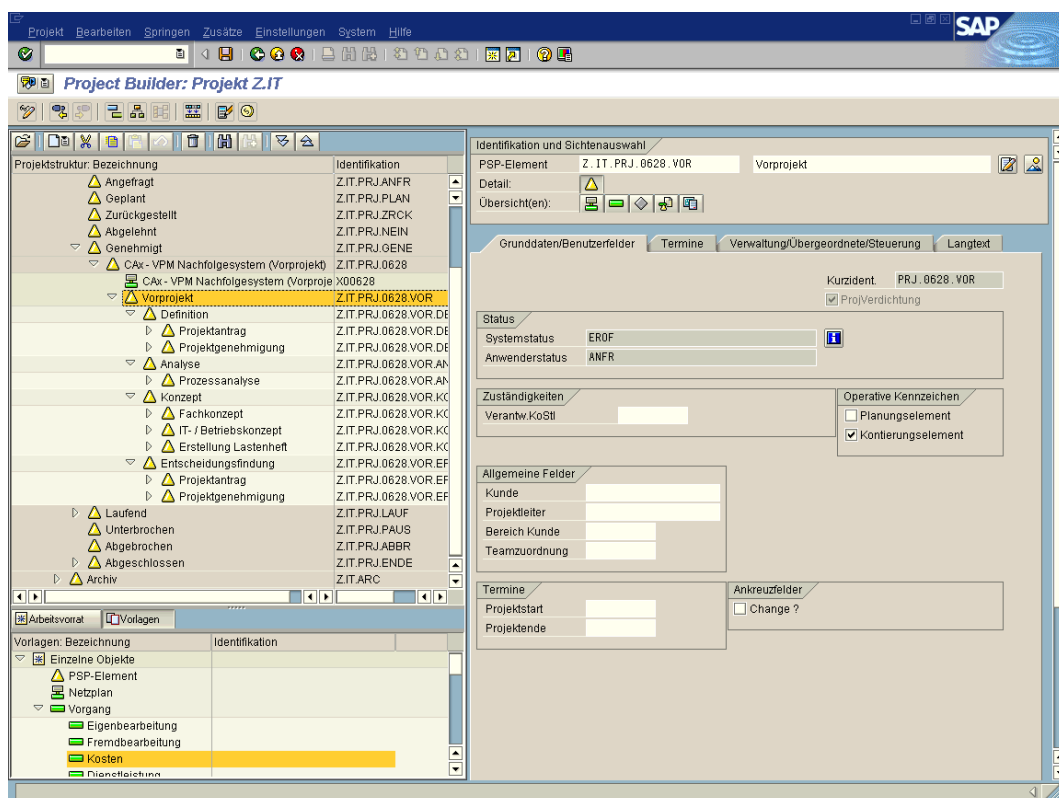 Projekt Bearbeiten Springen Zusätze Einstellungen System Hilfe
SAP
Project Builder: Projekt Z.IT
Projektstruktur: Bezeichnung Identifikation
Angefragt Z.IT.PRJ.ANFR
Geplant Z.IT.PRJ.PLAN
Zurückgestellt Z.IT.PRJ.ZRCK
Abgelehnt Z.IT.PRJ.NEIN
Genehmigt Z.IT.PRJ.GENE
CAx - VPM Nachfolgesystem (Vorprojekt) Z.IT.PRJ.0628
CAx - VPM Nachfolgesystem (Vorproje X00628
Vorprojekt Z.IT.PRJ.0628.VOR
Definition Z.IT.PRJ.0628.VOR.DE
Projektantrag Z.IT.PRJ.0628.VOR.DE
Projektgenehmigung Z.IT.PRJ.0628.VOR.DE
Analyse Z.IT.PRJ.0628.VOR.AN
Prozessanalyse Z.IT.PRJ.0628.VOR.AN
Konzept Z.IT.PRJ.0628.VOR.KO
Fachkonzept Z.IT.PRJ.0628.VOR.KO
IT- / Betriebskonzept Z.IT.PRJ.0628.VOR.KO
Erstellung Lastenheft Z.IT.PRJ.0628.VOR.KO
Entscheidungsfindung Z.IT.PRJ.0628.VOR.EF
Projektantrag Z.IT.PRJ.0628.VOR.EF
Projektgenehmigung Z.IT.PRJ.0628.VOR.EF
Laufend Z.IT.PRJ.LAUF
Unterbrochen Z.IT.PRJ.PAUS
Abgebrochen Z.IT.PRJ.ABBR
Abgeschlossen Z.IT.PRJ.ENDE
Archiv Z.IT.ARC
Arbeitsvorrat Vorlagen
Vorlagen: Bezeichnung Identifikation
Einzelne Objekte
PSP-Element
Netzplan
Vorgang
Eigenbearbeitung
Fremdbearbeitung
Kosten
Dienstleistung
Identifikation und Sichtenauswahl
PSP-Element Z.IT.PRJ.0628.VOR Vorprojekt
Detail:
Übersicht(en):
Grunddaten/Benutzerfelder Termine Verwaltung/Übergeordnete/Steuerung Langtext
Kurzident. PRJ.0628.VOR
ProjVerdichtung
Status
Systemstatus EROF
Anwenderstatus ANFR
Zuständigkeiten
Verantw.KoStl
Operative Kennzeichen
Planungselement
Kontierungselement
Allgemeine Felder
Kunde
Projektleiter
Bereich Kunde
Teamzuordnung
Termine
Projektstart
Projektende
Ankreuzfelder
Change ?